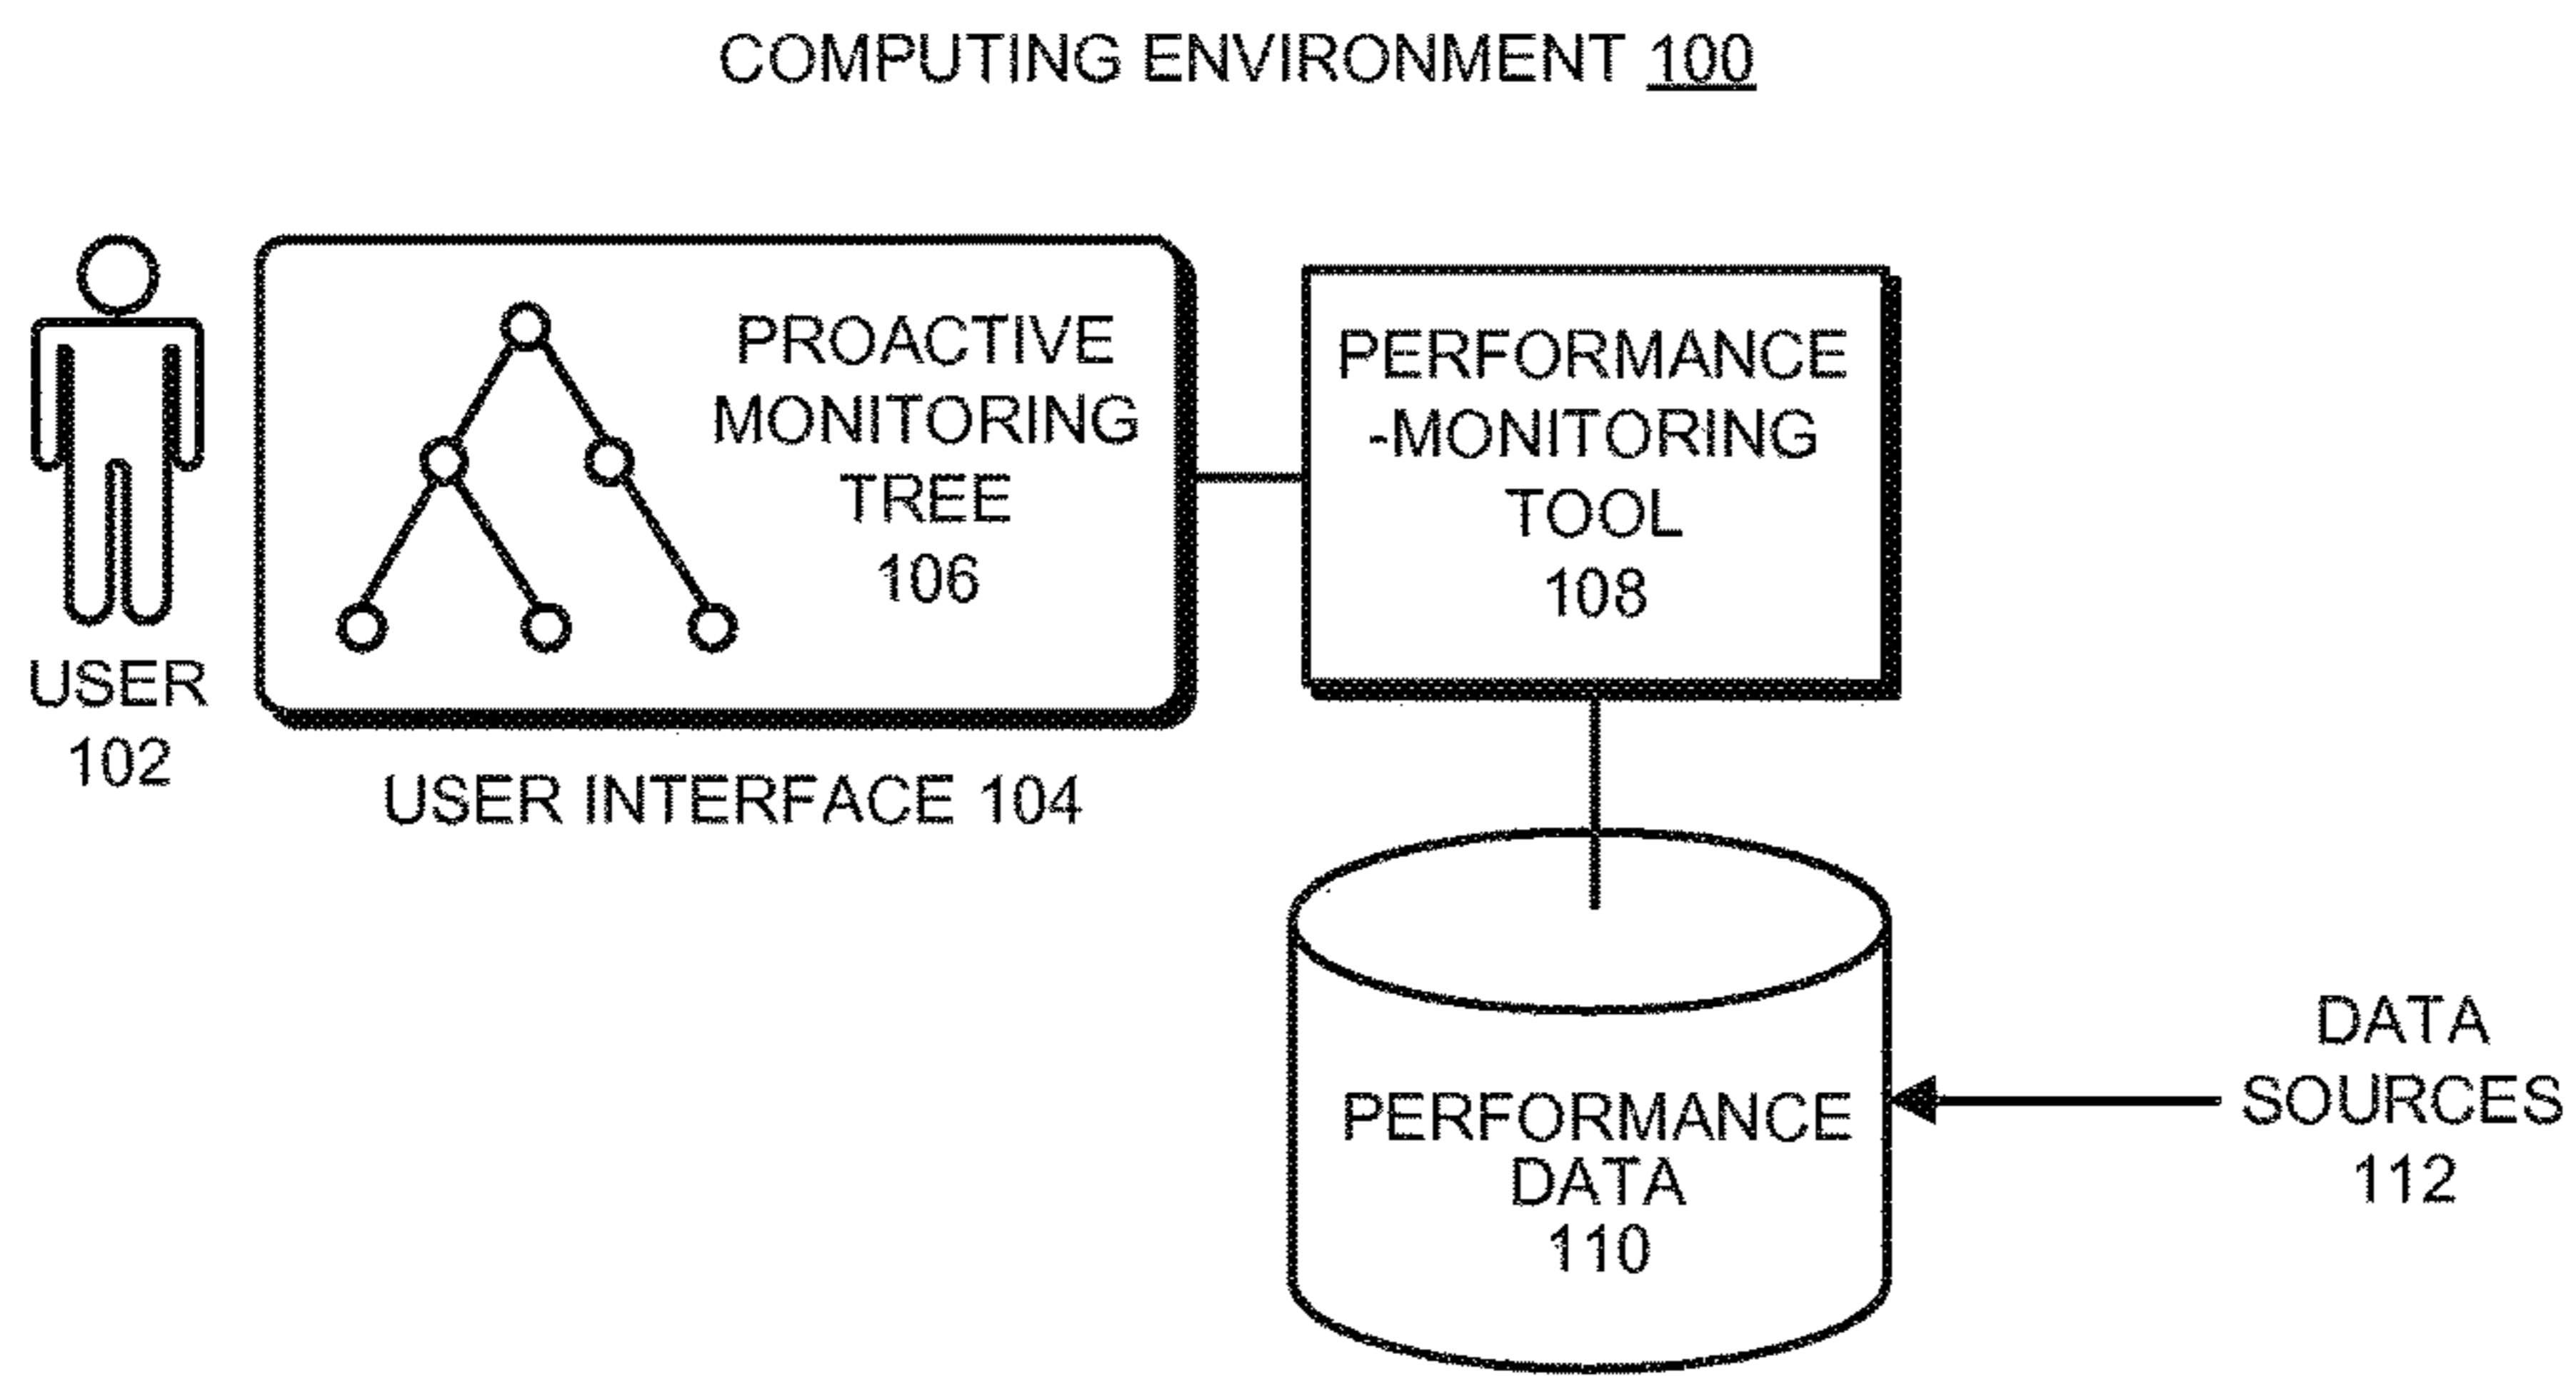 COMPUTING ENVIRONMENT 100
PROACTIVE
MONITORING
TREE
106
USER
102
USER INTERFACE 104
PERFORMANCE
-MONITORING
TOOL
108
PERFORMANCE
DATA
110
DATA
SOURCES
112